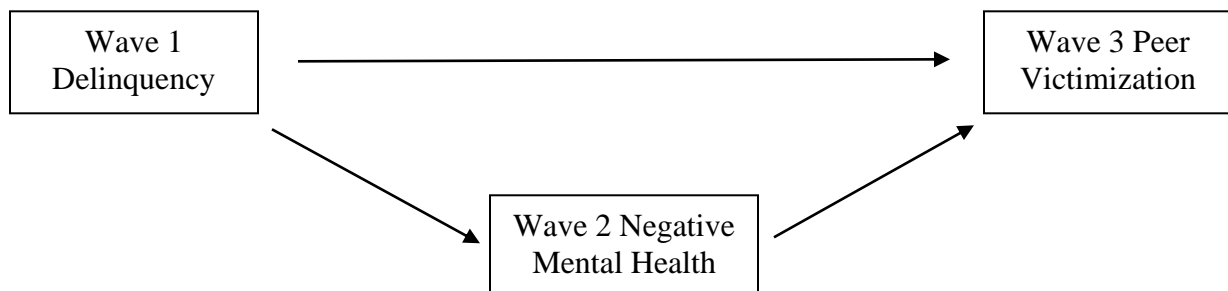 Wave 1
Delinquency
Wave 3 Peer
Victimization
Wave 2 Negative
Mental Health